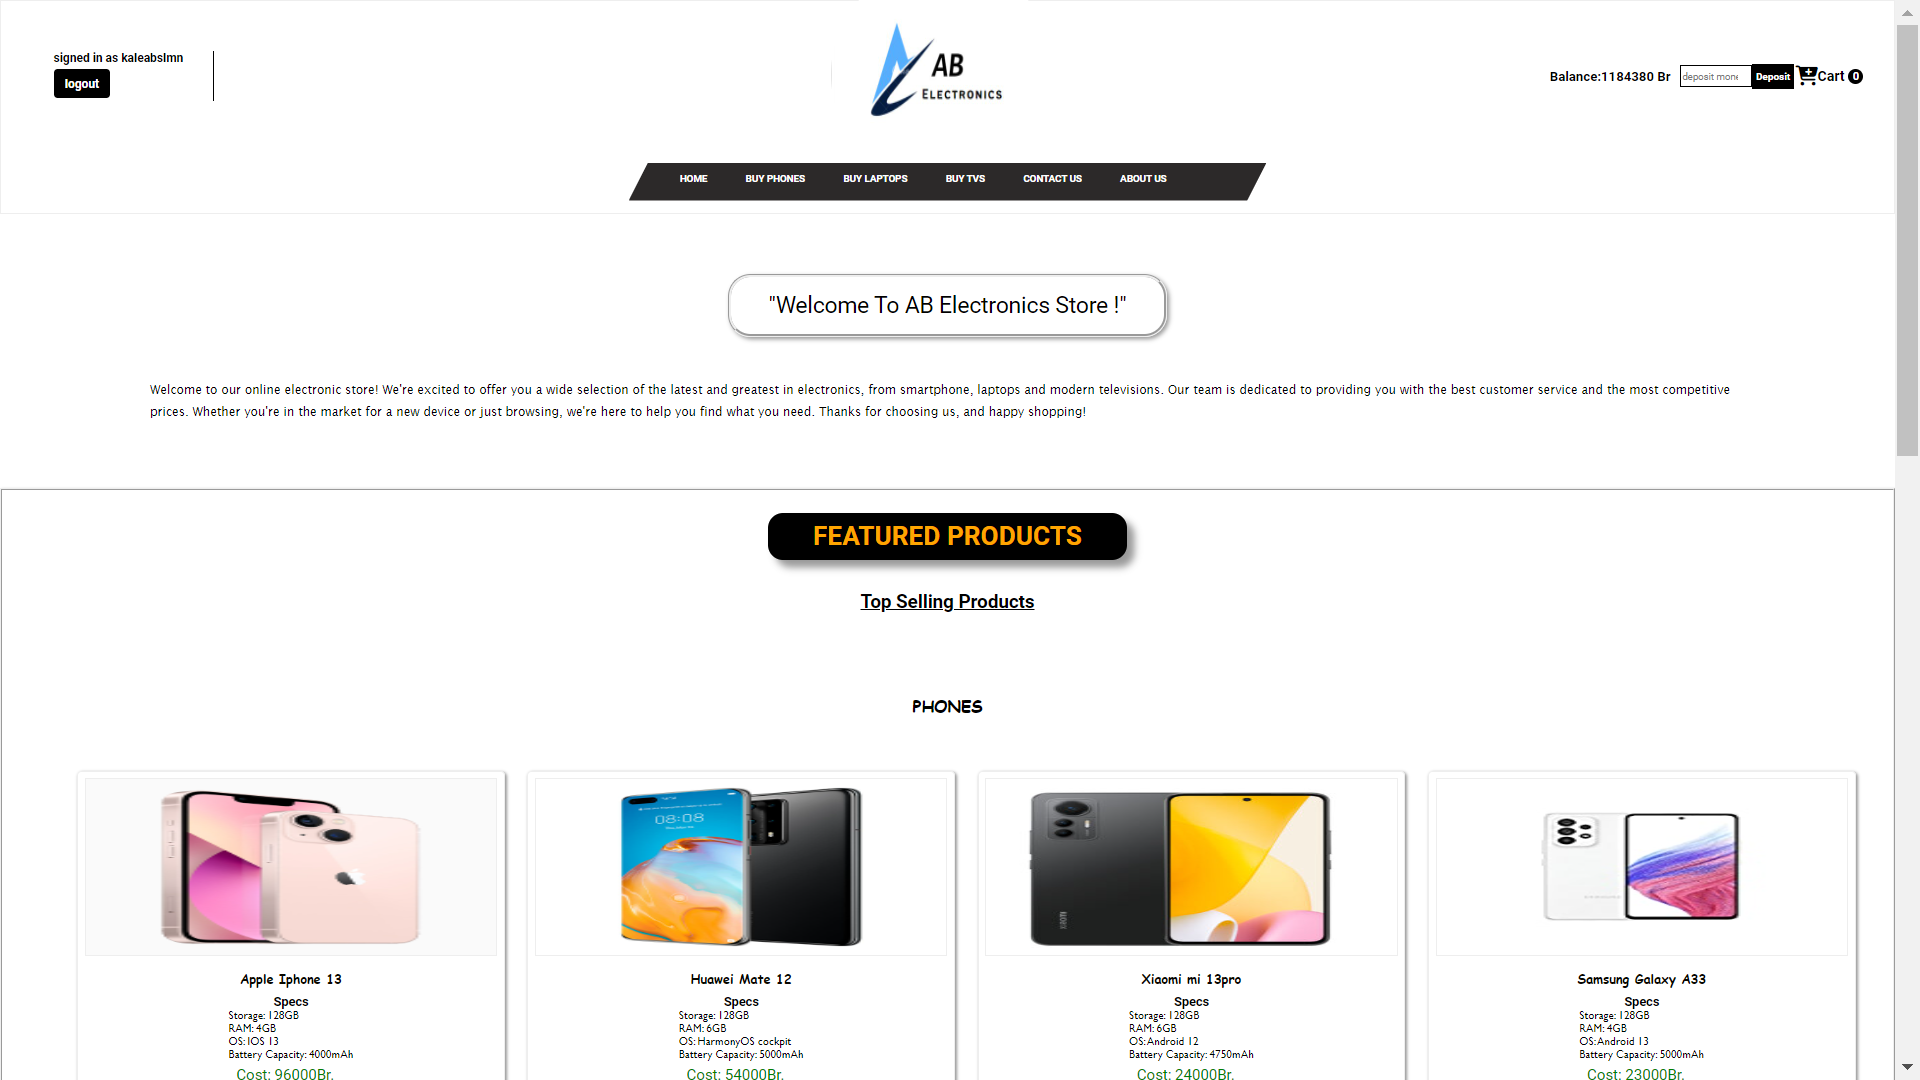 signed in as kaleabslmn
logout
AB
ELECTRONICS
Balance:1184380 Br
deposit mone
Deposit
Cart 0
HOME BUY PHONES BUY LAPTOPS BUY TVS CONTACT US ABOUT US
"Welcome To AB Electronics Store !"
Welcome to our online electronic store! We're excited to offer you a wide selection of the latest and greatest in electronics, from smartphone, laptops and modern televisions. Our team is dedicated to providing you with the best customer service and the most competitive
prices. Whether you're in the market for a new device or just browsing, we're here to help you find what you need. Thanks for choosing us, and happy shopping!
FEATURED PRODUCTS
Top Selling Products
PHONES
08:08
XIAOMI
Apple Iphone 13
Specs
Storage: 128GB
RAM: 4GB
OS: IOS 13
Battery Capacity: 4000mAh
Cost: 96000Br.
Huawei Mate 12
Specs
Storage: 128GB
RAM: 6GB
OS: HarmonyOS cockpit
Battery Capacity: 5000mAh
Cost: 54000Br.
Xiaomi mi 13pro
Specs
Storage: 128GB
RAM: 6GB
OS: Android 12
Battery Capacity: 4750mAh
Cost: 24000Br.
Samsung Galaxy A33
Specs
Storage: 128GB
RAM: 4GB
OS: Android 13
Battery Capacity: 5000mAh
Cost: 23000Br.